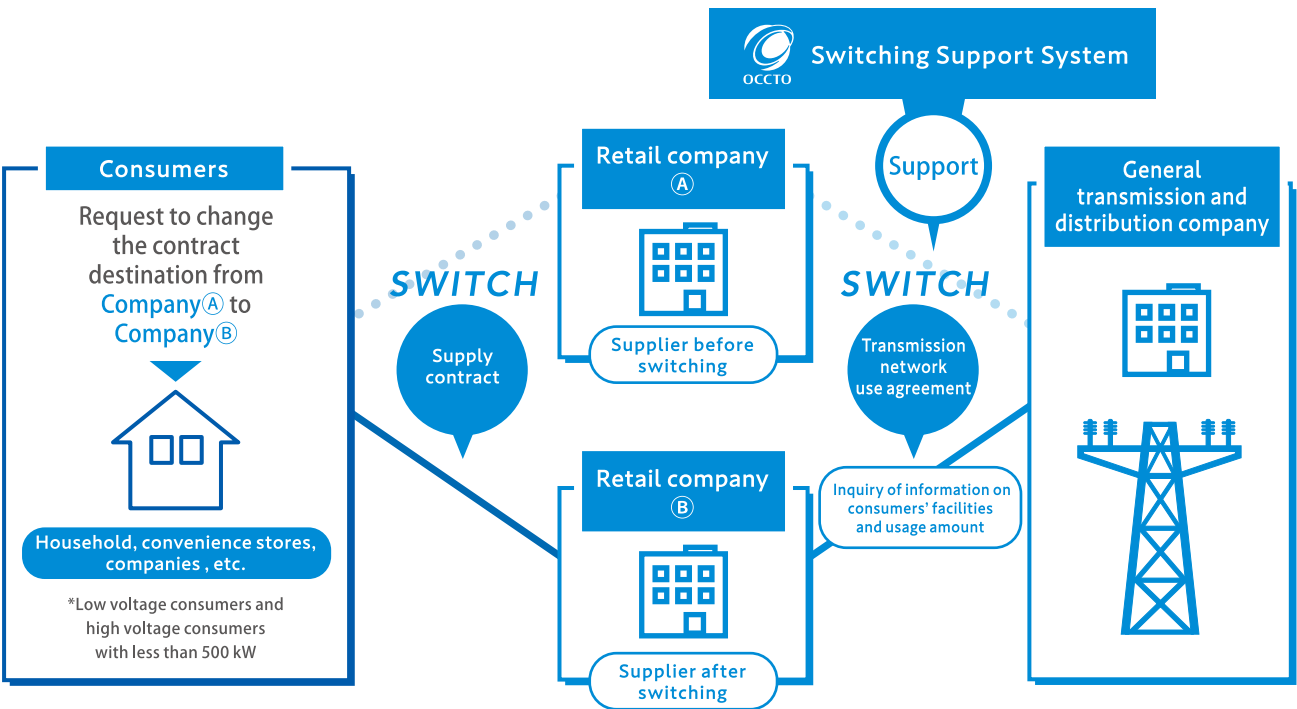 OCCTO
Switching Support System
Support
Consumers
Request to change
the contract
destination from
CompanyⒶ to
CompanyⒷ
Household, convenience stores,
companies , etc.
*Low voltage consumers and
high voltage consumers
with less than 500 kW
SWITCH
Supply
contract
Retail company
Ⓐ
Supplier before
switching
Retail company
Ⓑ
Supplier after
switching
SWITCH
Transmission
network
use agreement
Inquiry of information on
consumers’ facilities
and usage amount
General
transmission and
distribution company